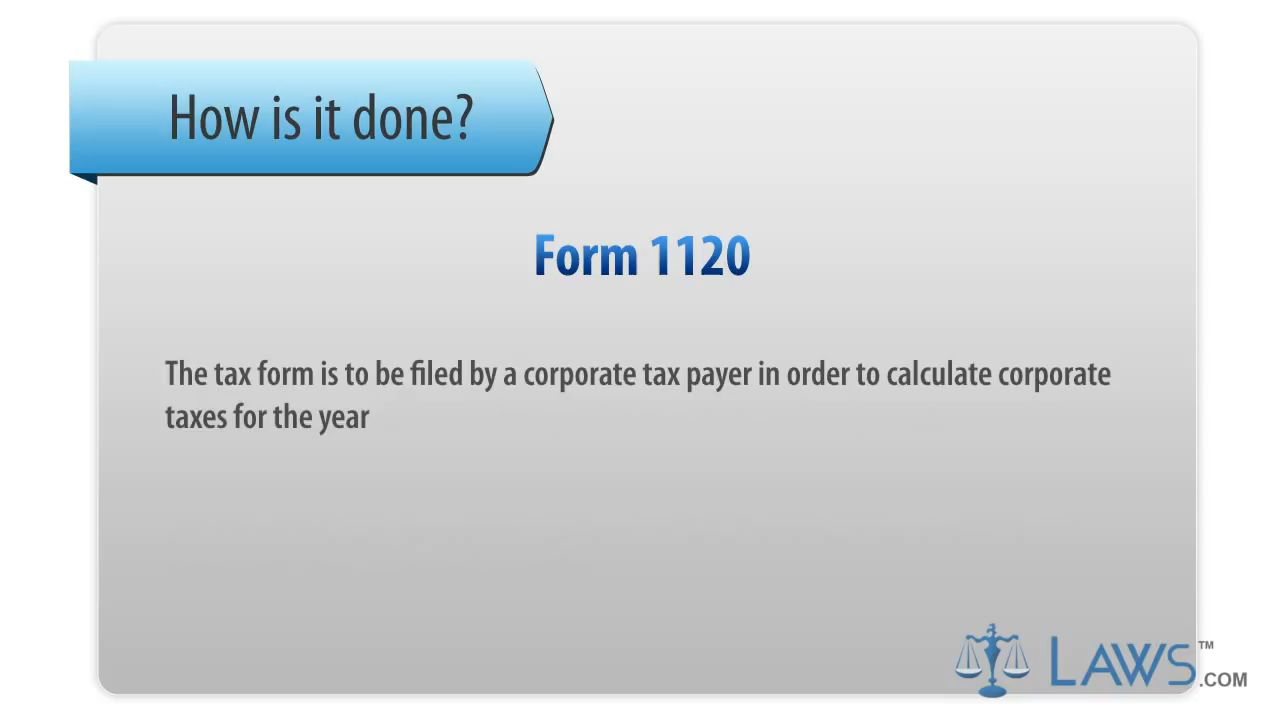 How is it done?
Form 1120
The tax form is to be filed by a corporate tax payer in order to calculate corporate
taxes for the year
LAWS™
.COM